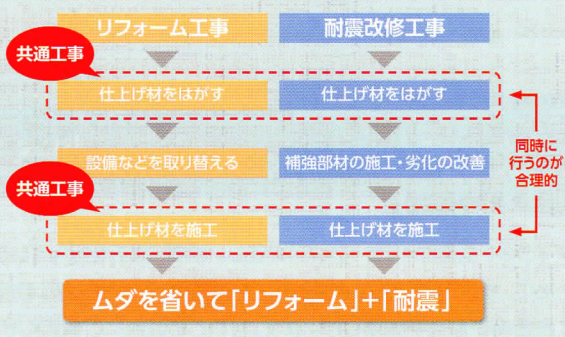 リフォーム工事
耐震改修工事
共通工事
仕上げ材をはがす
仕上げ材をはがす
同時に
行うのが
合理的
設備などを取り替える
補強部材の施工・劣化の改善
共通工事
仕上げ材を施工
仕上げ材を施工
ムダを省いて「リフォーム」+「耐震」